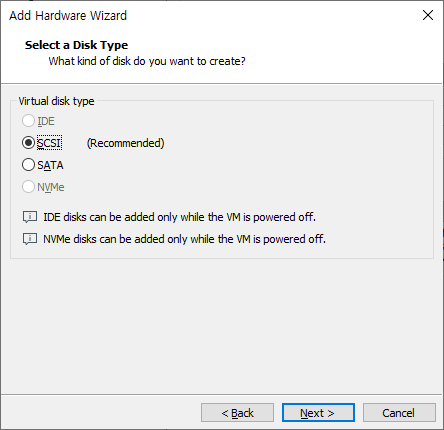 Add Hardware Wizard
Select a Disk Type
What kind of disk do you want to create?
Virtual disk type
IDE
SCSI (Recommended)
SATA
NVMe
IDE disks can be added only while the VM is powered off.
NVMe disks can be added only while the VM is powered off.
< Back Next > Cancel